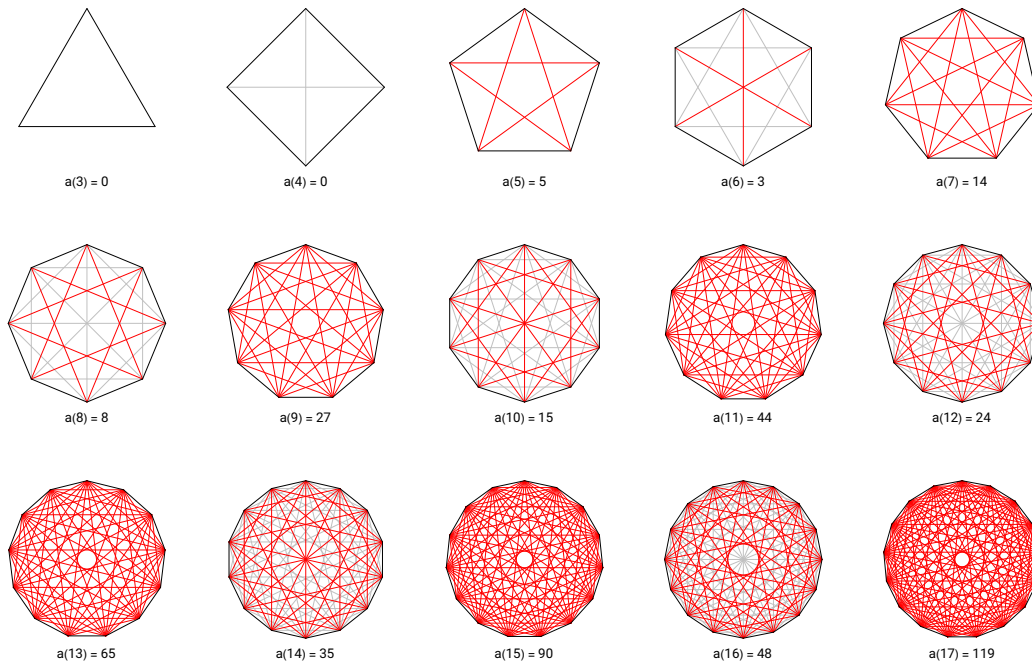 a(3) = 0
a(4) = 0
a(5) = 5
a(6) = 3
a(7) = 14
a(8) = 8
a(9) = 27
a(10) = 15
a(11) = 44
a(12) = 24
a(13) = 65
a(14) = 35
a(15) = 90
a(16) = 48
a(17) = 119